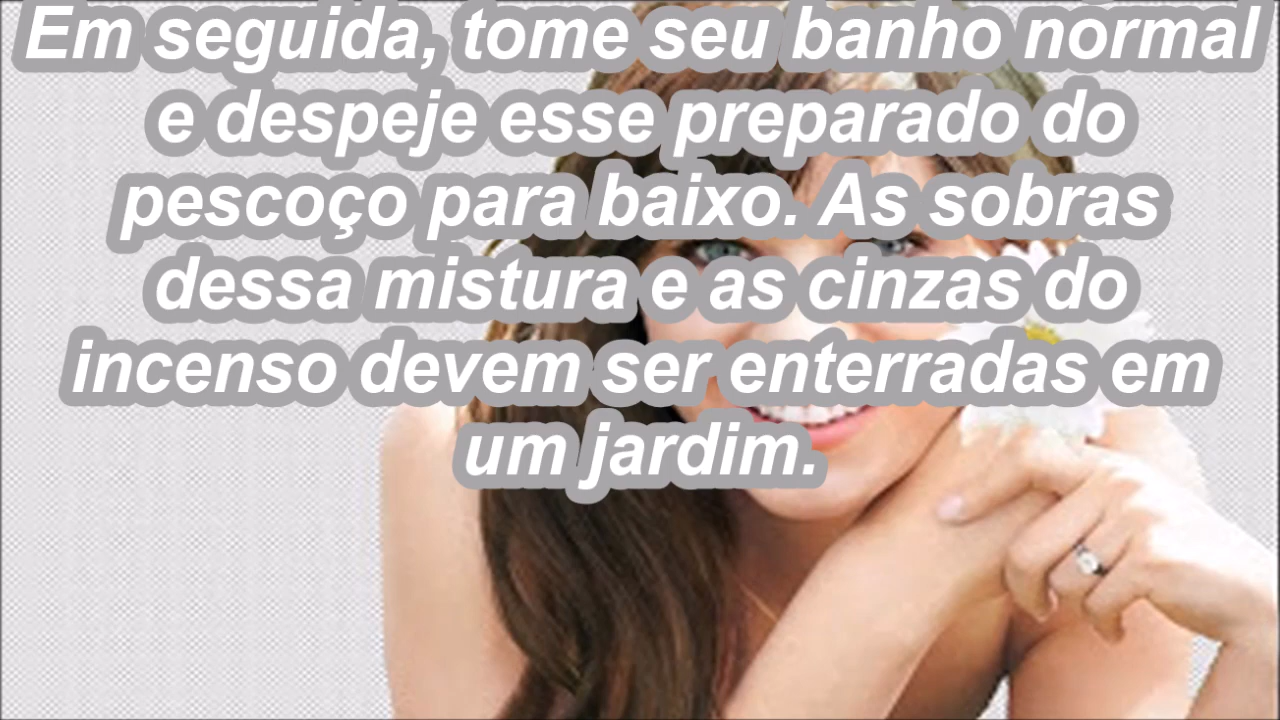 Em seguida, tome seu banho normal
e despeje esse preparado do
pescoço para baixo. As sobras
dessa mistura e as cinzas do
incenso devem ser enterradas em
um jardim.